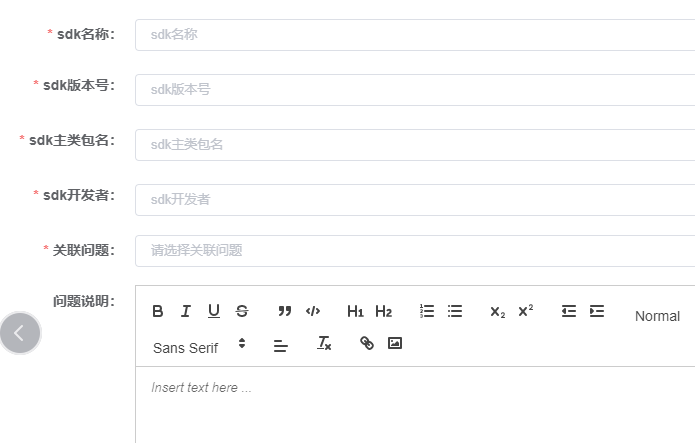 * sdk名称： sdk名称
* sdk版本号： sdk版本号
* sdk主类包名： sdk主类包名
* sdk开发者： sdk开发者
* 关联问题： 请选择关联问题
问题说明：
B I U S ” </> H1 H2 X₂ X² Normal
Sans Serif Tx
Insert text here ...